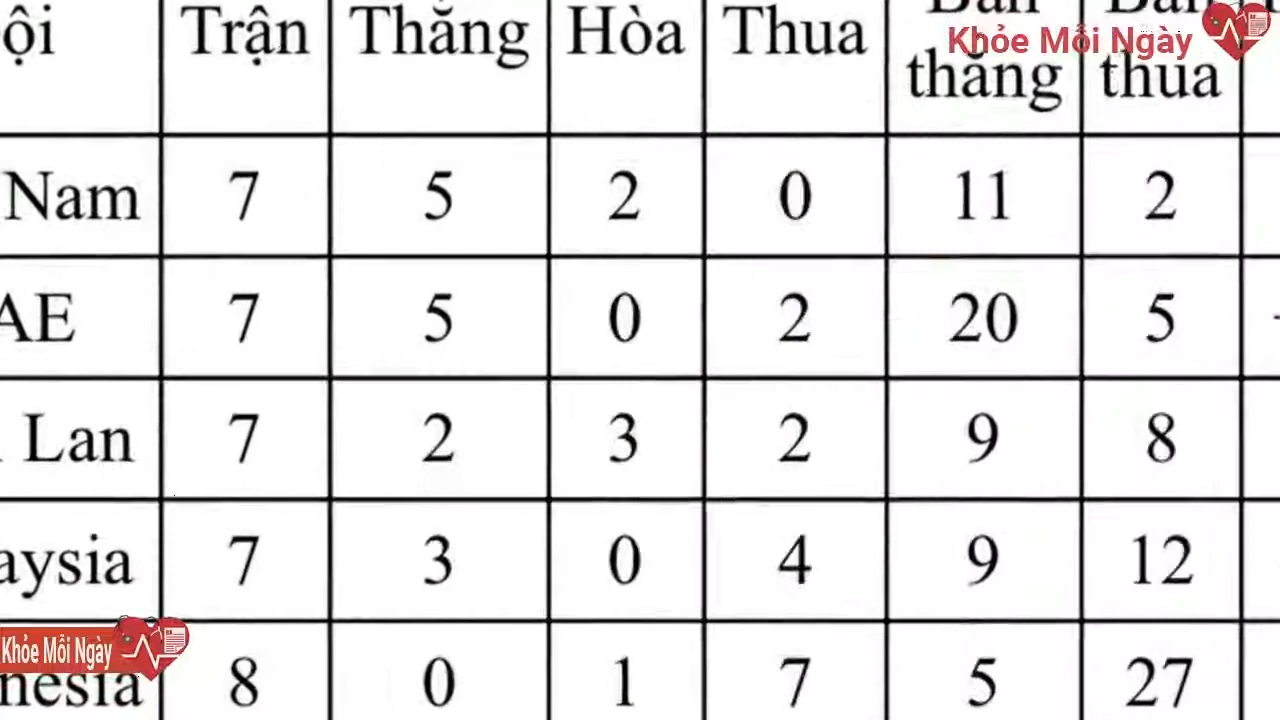 ội Trận Thắng Hòa Thua Bàn thắng Bàn thua
Khỏe Mỗi Ngày
Nam 7 5 2 0 11 2
AE 7 5 0 2 20 5
Lan 7 2 3 2 9 8
aysia 7 3 0 4 9 12
Khỏe Mỗi Ngày
nesia 8 0 1 7 5 27